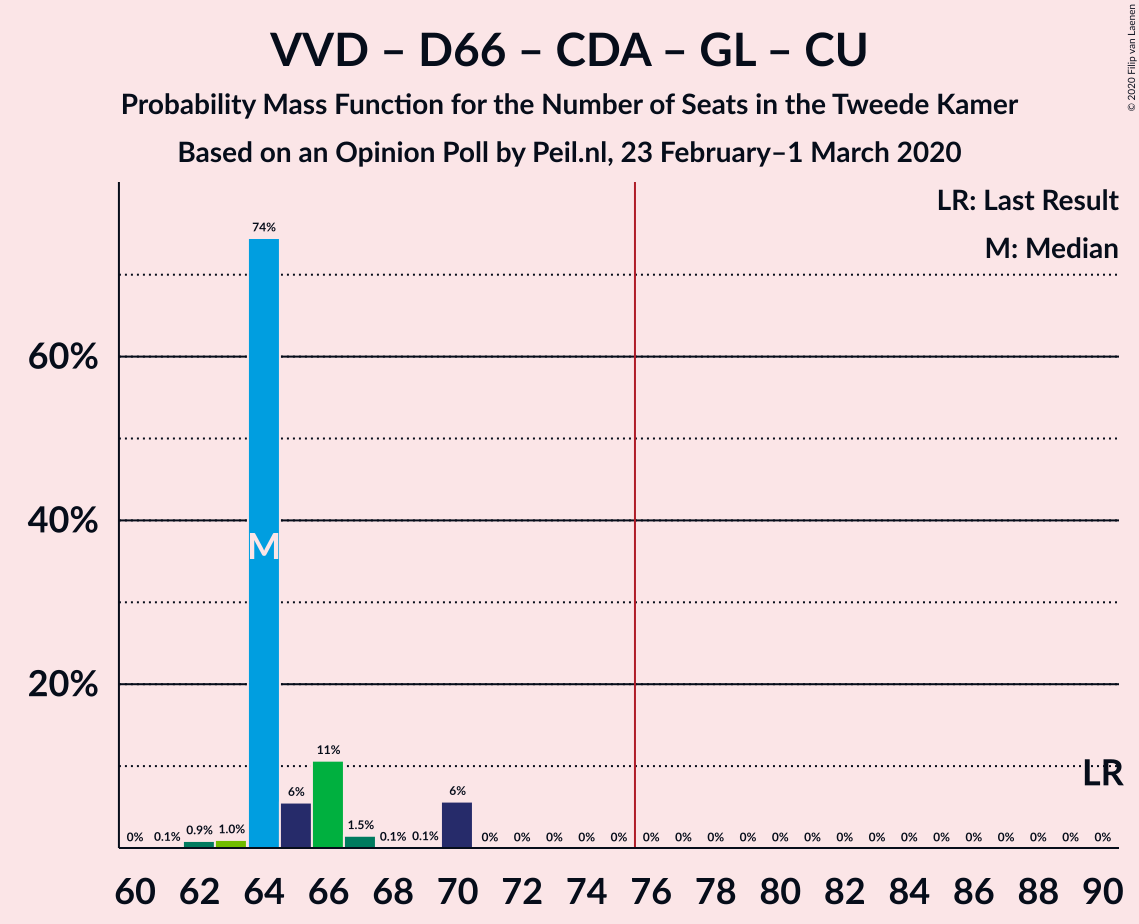 VVD – D66 – CDA – GL – CU
Probability Mass Function for the Number of Seats in the Tweede Kamer
Based on an Opinion Poll by Peil.nl, 23 February–1 March 2020
© 2020 Filip van Laenen
LR: Last Result
M: Median
74%
60%
40%
M
20%
11%
LR
6% 6%
0% 0.1% 0.9% 1.0% 1.5% 0.1% 0.1% 0% 0% 0% 0% 0% 0% 0% 0% 0% 0% 0% 0% 0% 0% 0% 0% 0% 0% 0%
60 62 64 66 68 70 72 74 76 78 80 82 84 86 88 90